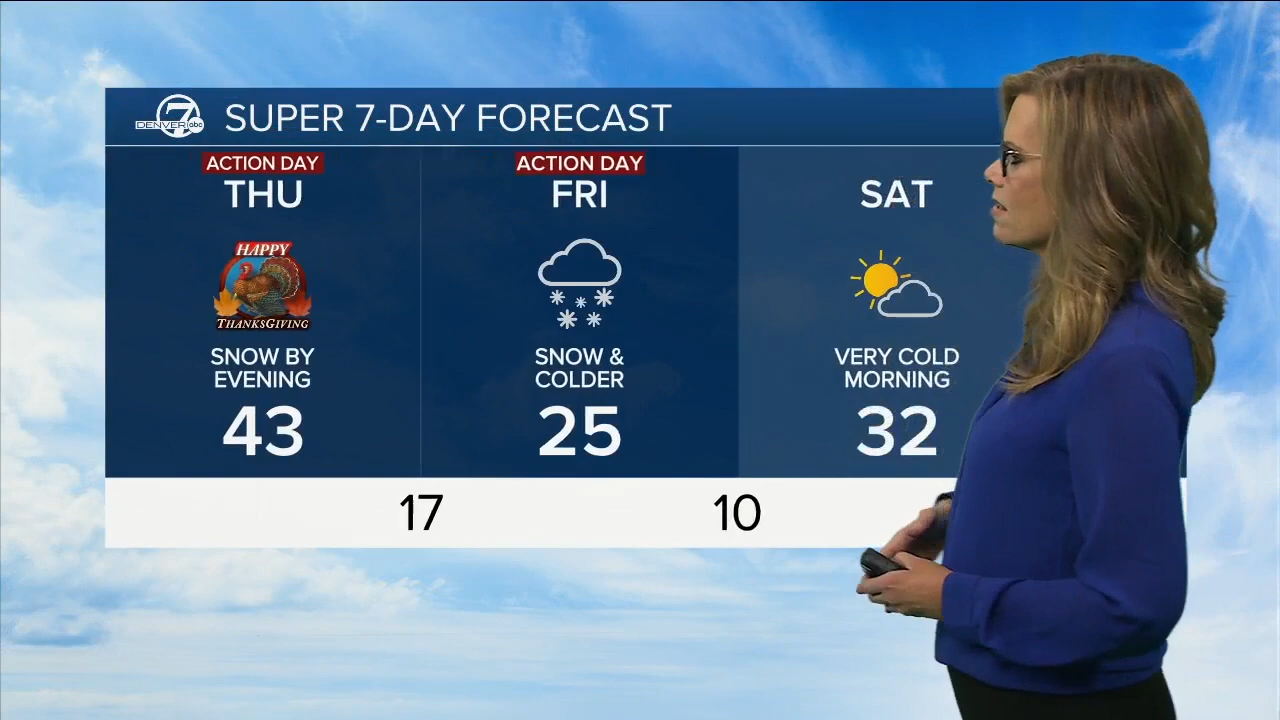 DENVER 7 abc
SUPER 7-DAY FORECAST
ACTION DAY
THU
HAPPY
THANKSGIVING
SNOW BY
EVENING
43
ACTION DAY
FRI
SNOW &
COLDER
25
SAT
VERY COLD
MORNING
32
17
10